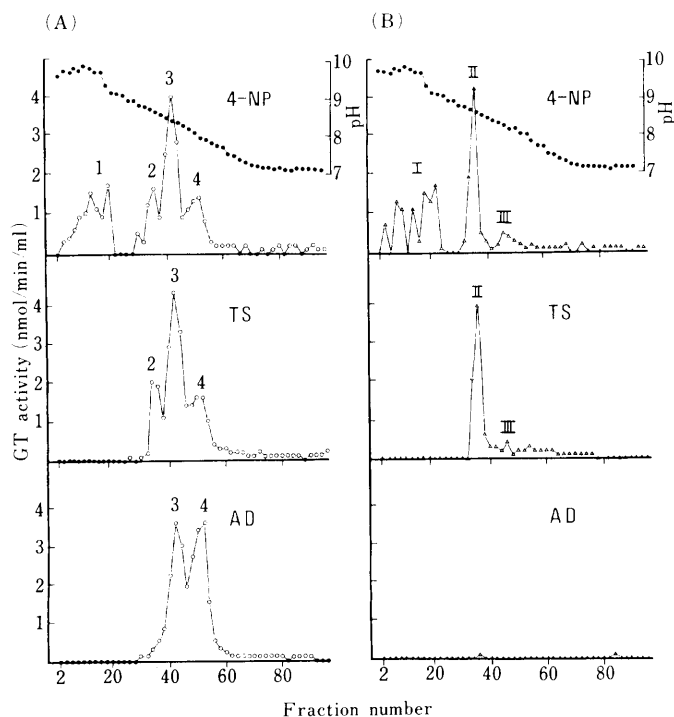 (A)
(B)
4-NP
4-NP
10
9
8
7
pH
10
9
8
7
pH
4
3
2
1
1
2
3
4
I
II
III
TS
TS
4
3
2
1
2
3
4
II
III
AD
AD
4
3
2
1
3
4
2 20 40 60 80
2 20 40 60 80
GT activity (nmol/min/ml)
Fraction number